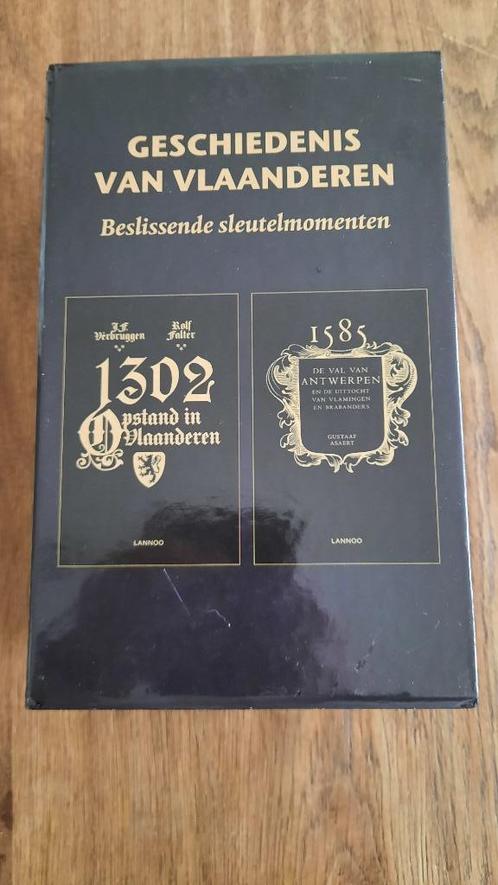 GESCHIEDENIS
VAN VLAANDEREN
Beslissende sleutelmomenten
J.F. Verbruggen
Rolf Falter
1302
Opstand in
Vlaanderen
LANNOO
1585
DE VAL VAN
ANTWERPEN
EN DE UITTOCHT
VAN VLAMINGEN
EN BRABANDERS
GUSTAAF
ASAERT
LANNOO